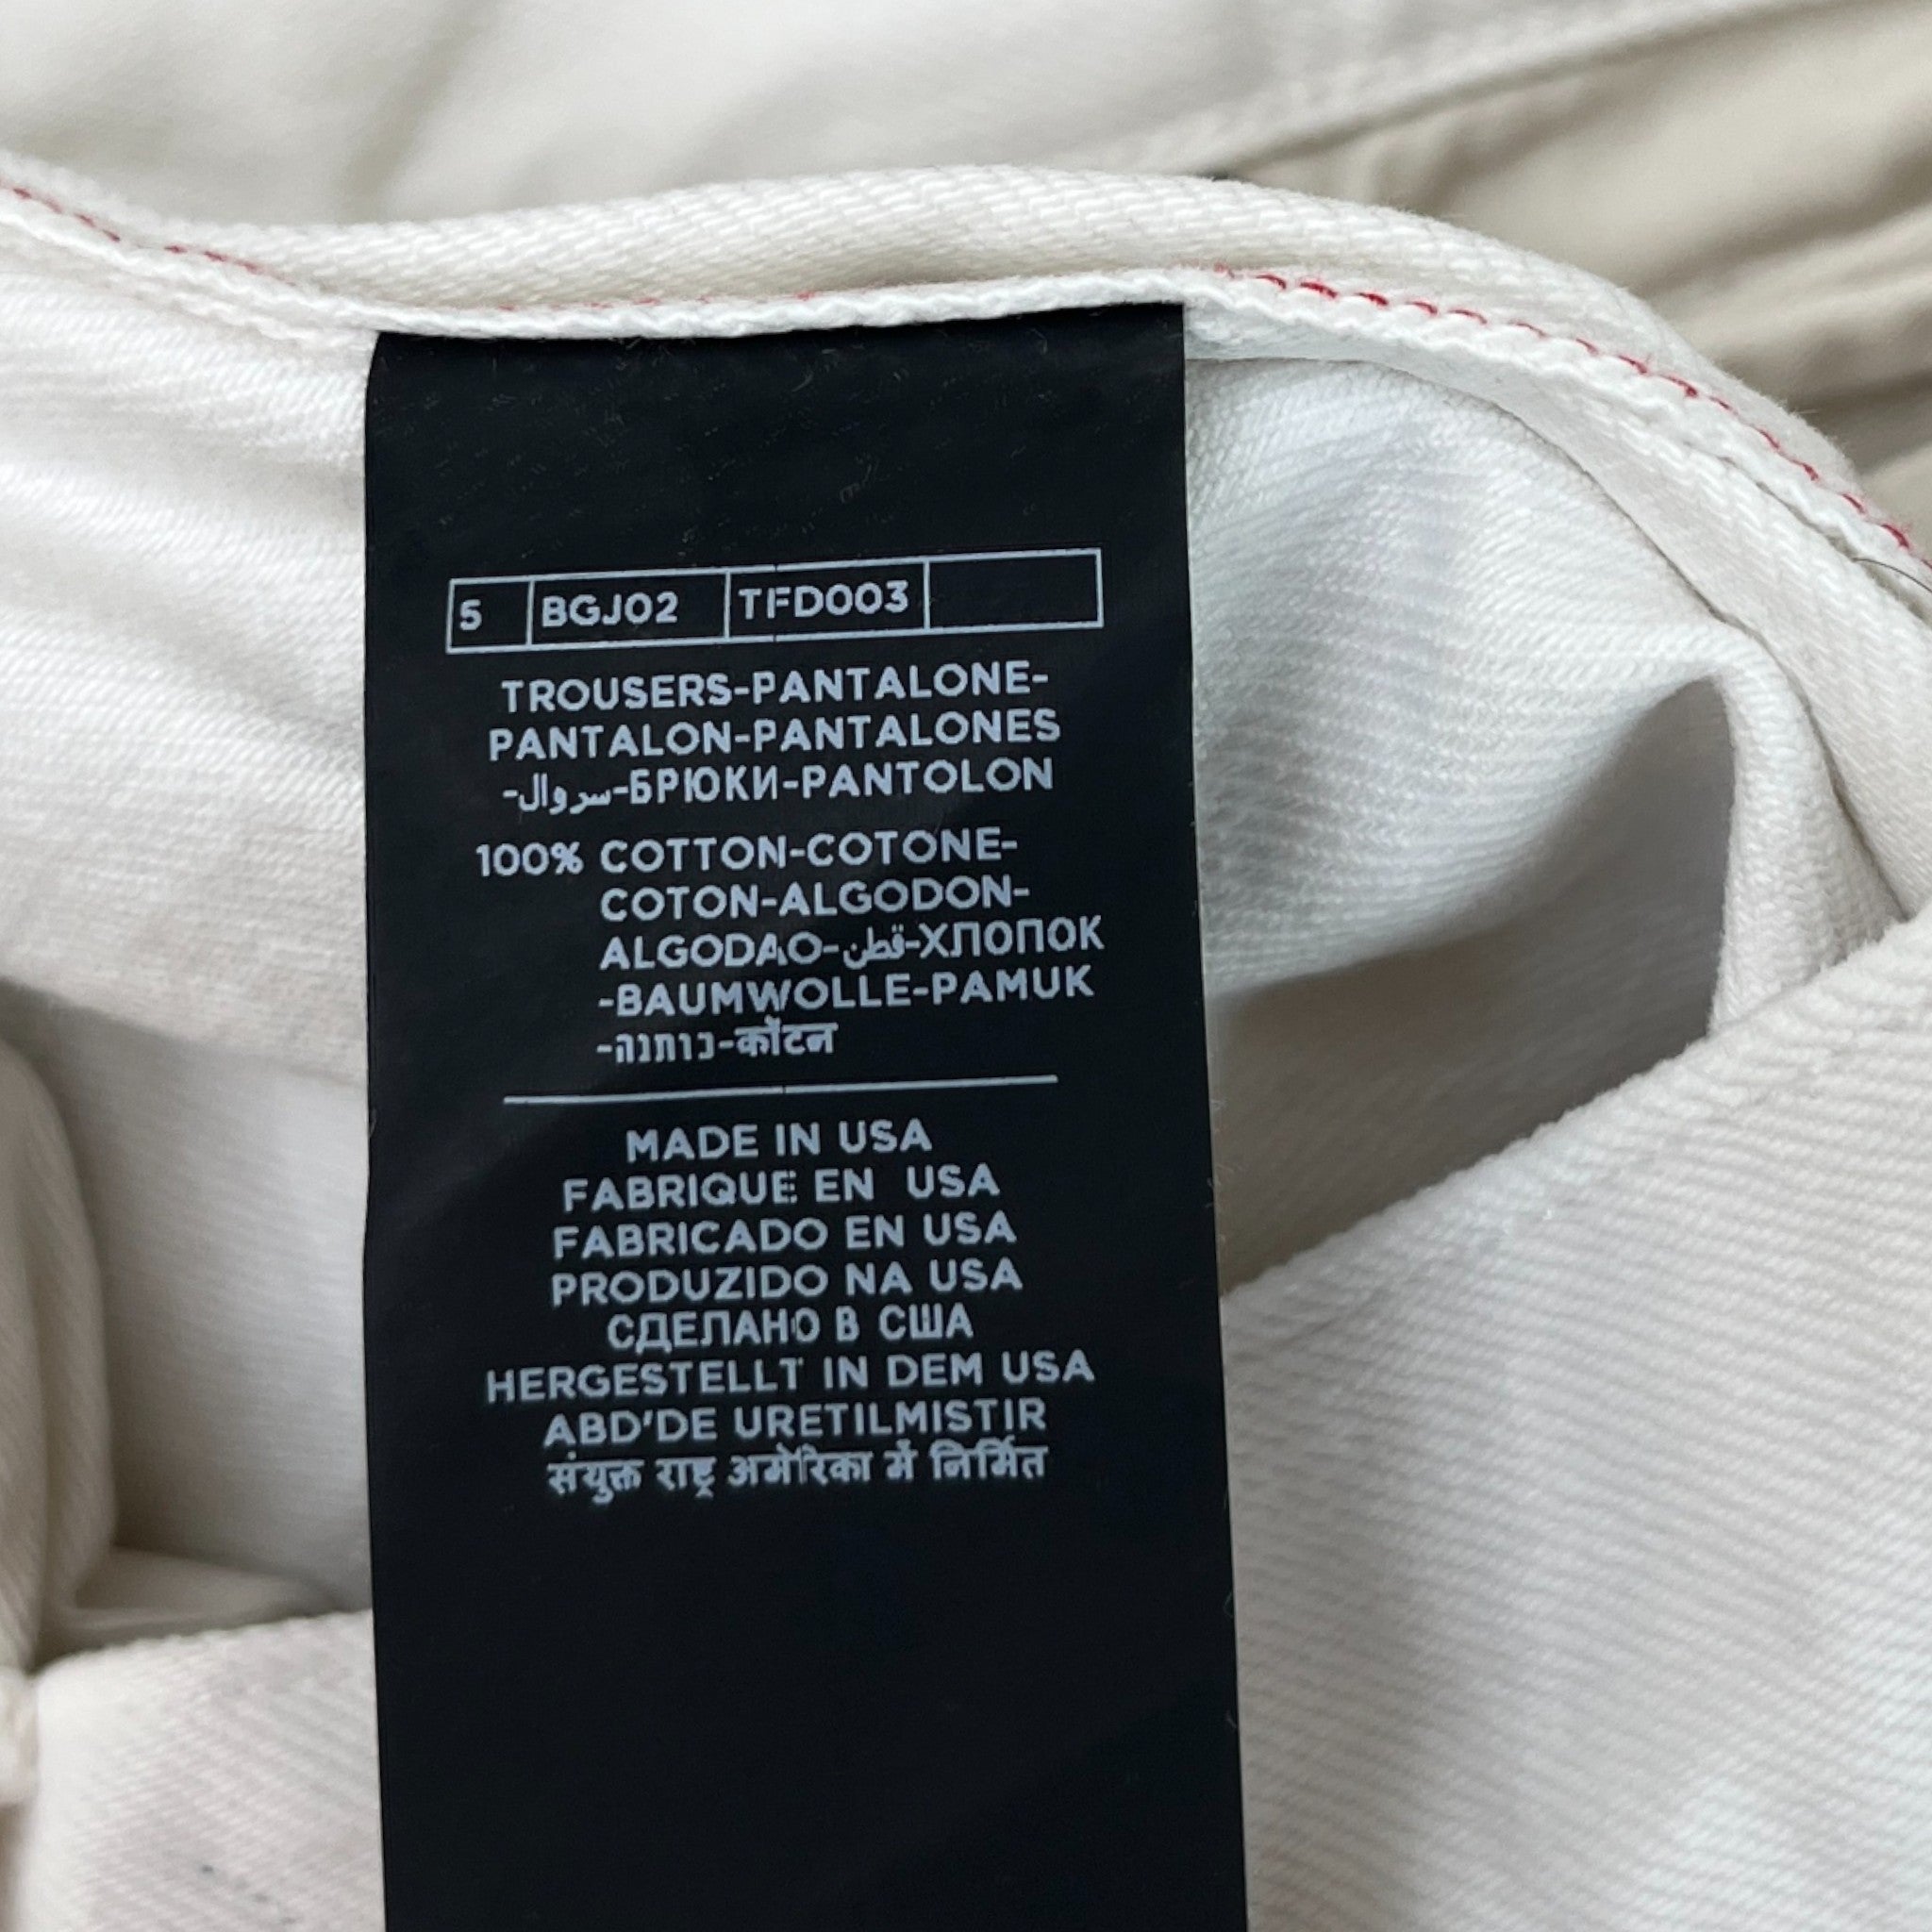 5 BGJ02 TFD003
TROUSERS-PANTALONE-
PANTALON-PANTALONES
-سروال-БРЮКИ-PANTOLON
100% COTTON-COTONE-
COTON-ALGODON-
ALGODAO-قطن-ХЛОПОК
-BAUMWOLLE-PAMUK
-כותנה-कॉटन
MADE IN USA
FABRIQUE EN USA
FABRICADO EN USA
PRODUZIDO NA USA
СДЕЛАНО В США
HERGESTELLT IN DEM USA
ABD'DE URETILMISTIR
संयुक्त राष्ट्र अमेरिका में निर्मित